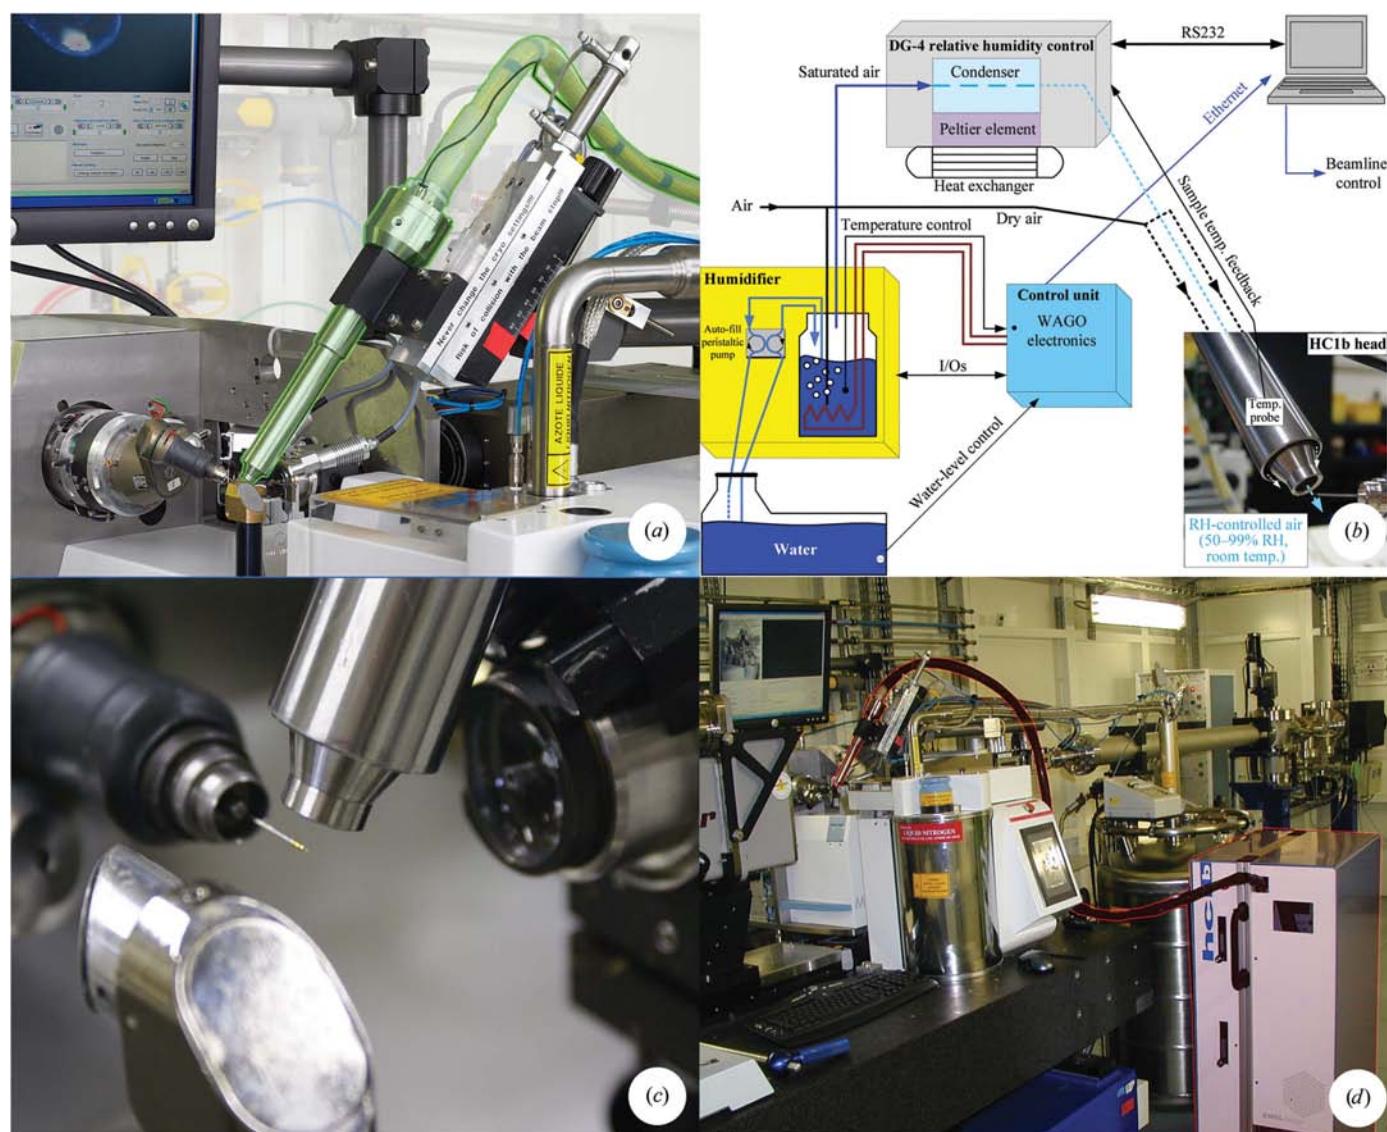 Never change the cryo settings!!!
Risk of collision with the beam stop!!
AZOTE LIQUIDE
LIQUID NITROGEN
(a)
DG-4 relative humidity control
RS232
Saturated air
Condenser
Peltier element
Heat exchanger
Ethernet
Beamline
control
Air
Dry air
Temperature control
Sample temp. feedback
Humidifier
Auto-fill
peristaltic
pump
Control unit
WAGO
electronics
I/Os
HC1b head
Temp.
probe
Water-level control
Water
RH-controlled air
(50–99% RH,
room temp.)
(b)
(c)
LIQUID NITROGEN
hc1b
(d)